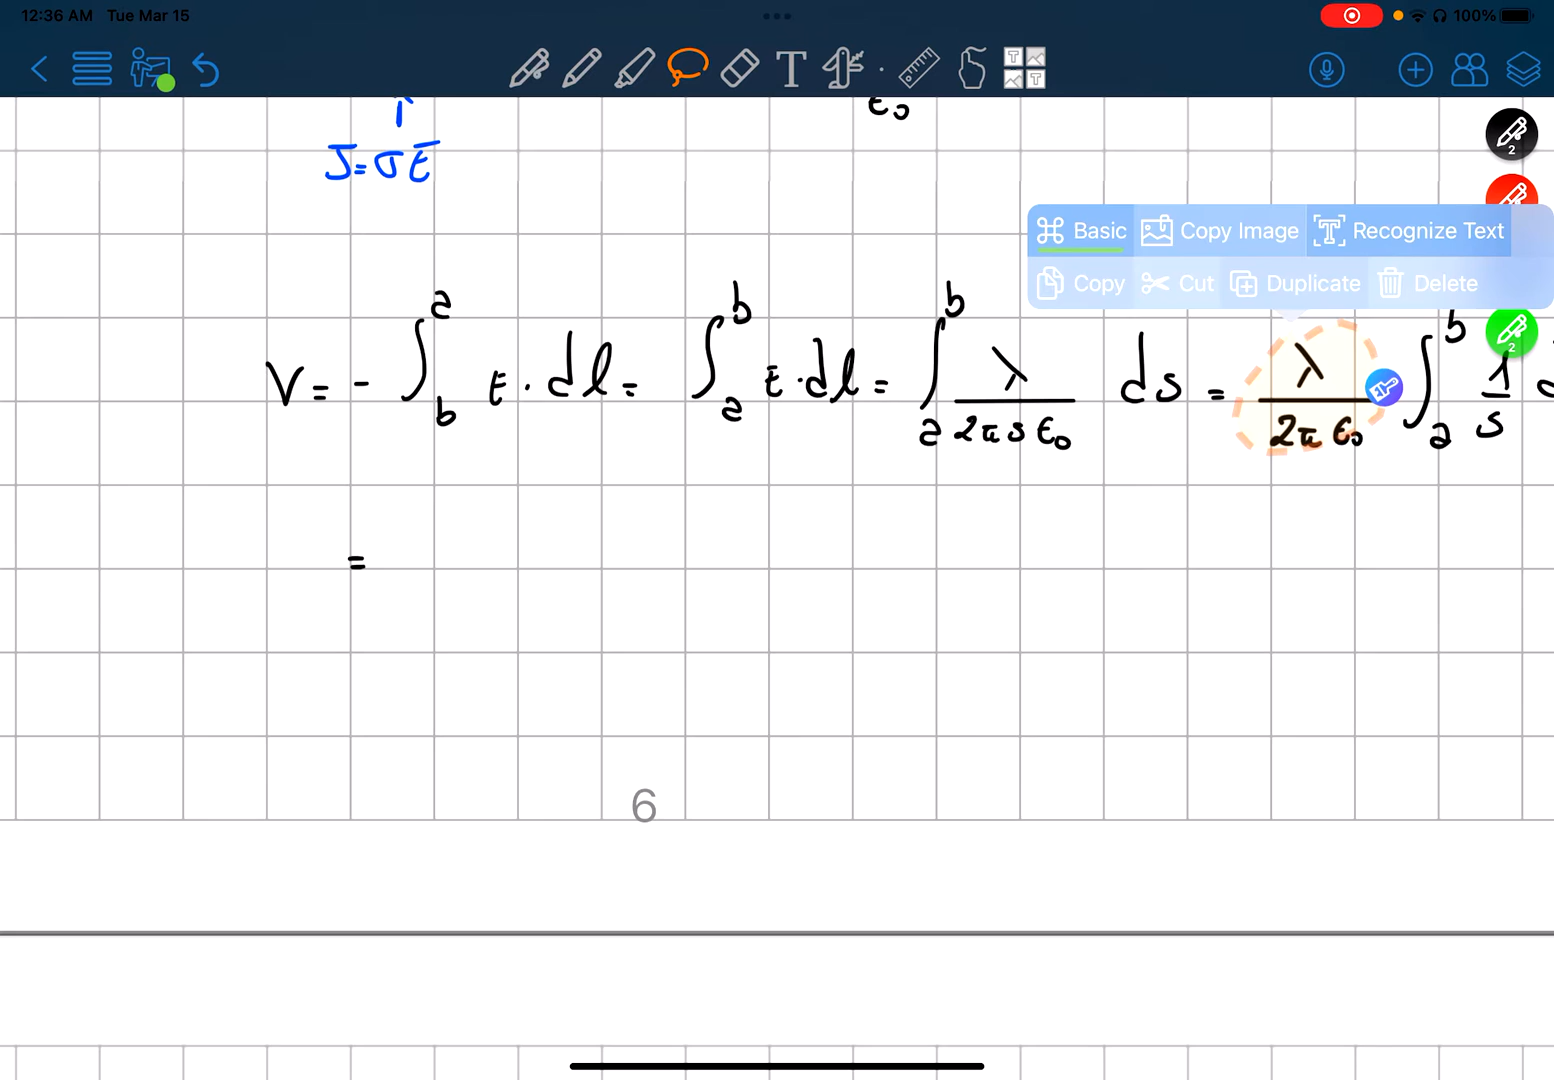 12:36 AM Tue Mar 15
100%
T
ε₀
J = σE
Basic Copy Image Recognize Text
Copy Cut Duplicate Delete
V = - ∫_b^a E · dl = ∫_a^b E · dl = ∫_a^b λ / (2π s ε₀) ds = λ / (2π ε₀) ∫_a^b 1/s
=
6